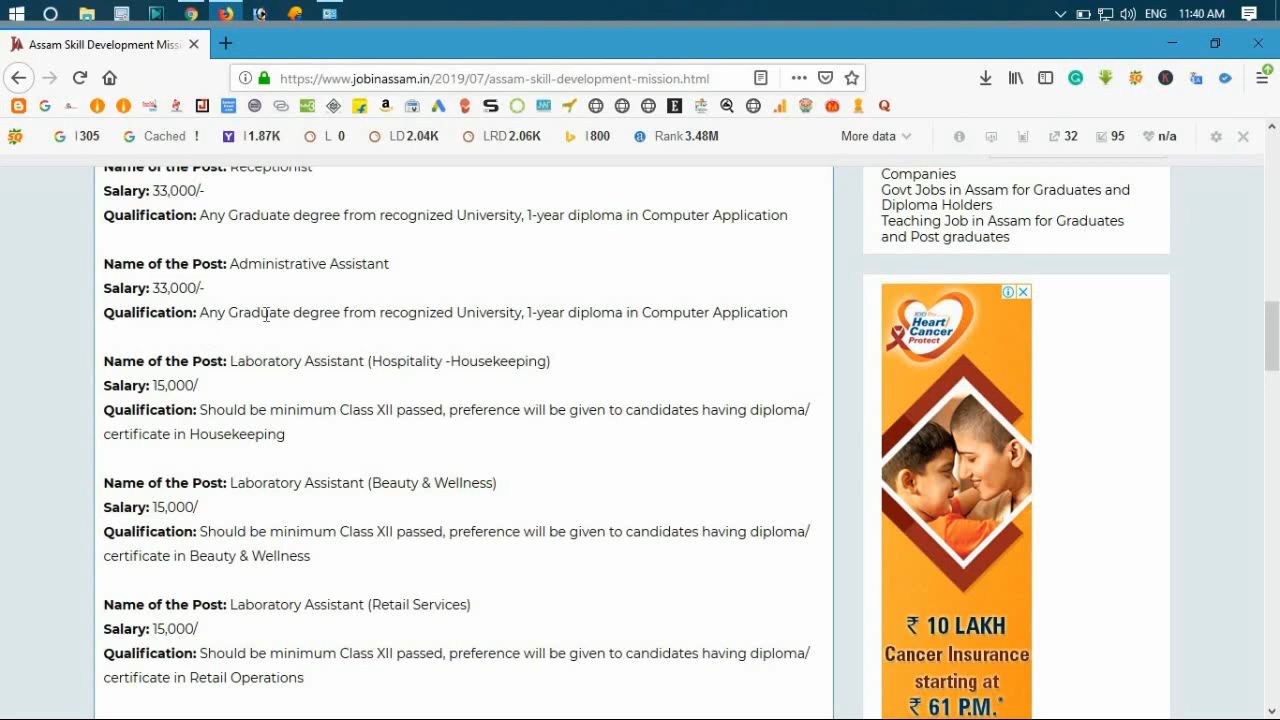 ENG 11:40 AM
Assam Skill Development Miss
https://www.jobinassam.in/2019/07/assam-skill-development-mission.html
I 305 Cached ! I 1.87K L 0 LD 2.04K LRD 2.06K I 800 Rank 3.48M More data 32 95 n/a
Name of the Post: Receptionist
Salary: 33,000/-
Qualification: Any Graduate degree from recognized University, 1-year diploma in Computer Application
Name of the Post: Administrative Assistant
Salary: 33,000/-
Qualification: Any Graduate degree from recognized University, 1-year diploma in Computer Application
Name of the Post: Laboratory Assistant (Hospitality -Housekeeping)
Salary: 15,000/
Qualification: Should be minimum Class XII passed, preference will be given to candidates having diploma/
certificate in Housekeeping
Name of the Post: Laboratory Assistant (Beauty & Wellness)
Salary: 15,000/
Qualification: Should be minimum Class XII passed, preference will be given to candidates having diploma/
certificate in Beauty & Wellness
Name of the Post: Laboratory Assistant (Retail Services)
Salary: 15,000/
Qualification: Should be minimum Class XII passed, preference will be given to candidates having diploma/
certificate in Retail Operations
Companies
Govt Jobs in Assam for Graduates and
Diploma Holders
Teaching Job in Assam for Graduates
and Post graduates
Heart/
Cancer
Protect
₹ 10 LAKH
Cancer Insurance
starting at
₹ 61 P.M.*